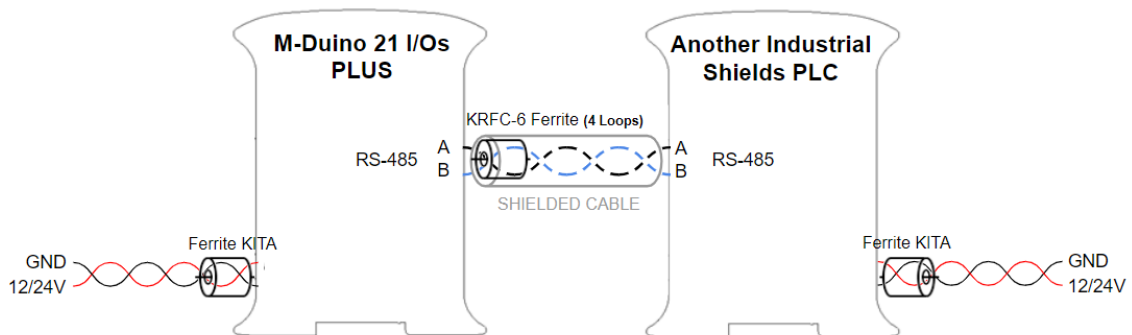 M-Duino 21 I/Os
PLUS
Another Industrial
Shields PLC
KRFC-6 Ferrite (4 Loops)
RS-485
A
B
A
B
RS-485
SHIELDED CABLE
Ferrite KITA
GND
12/24V
Ferrite KITA
GND
12/24V